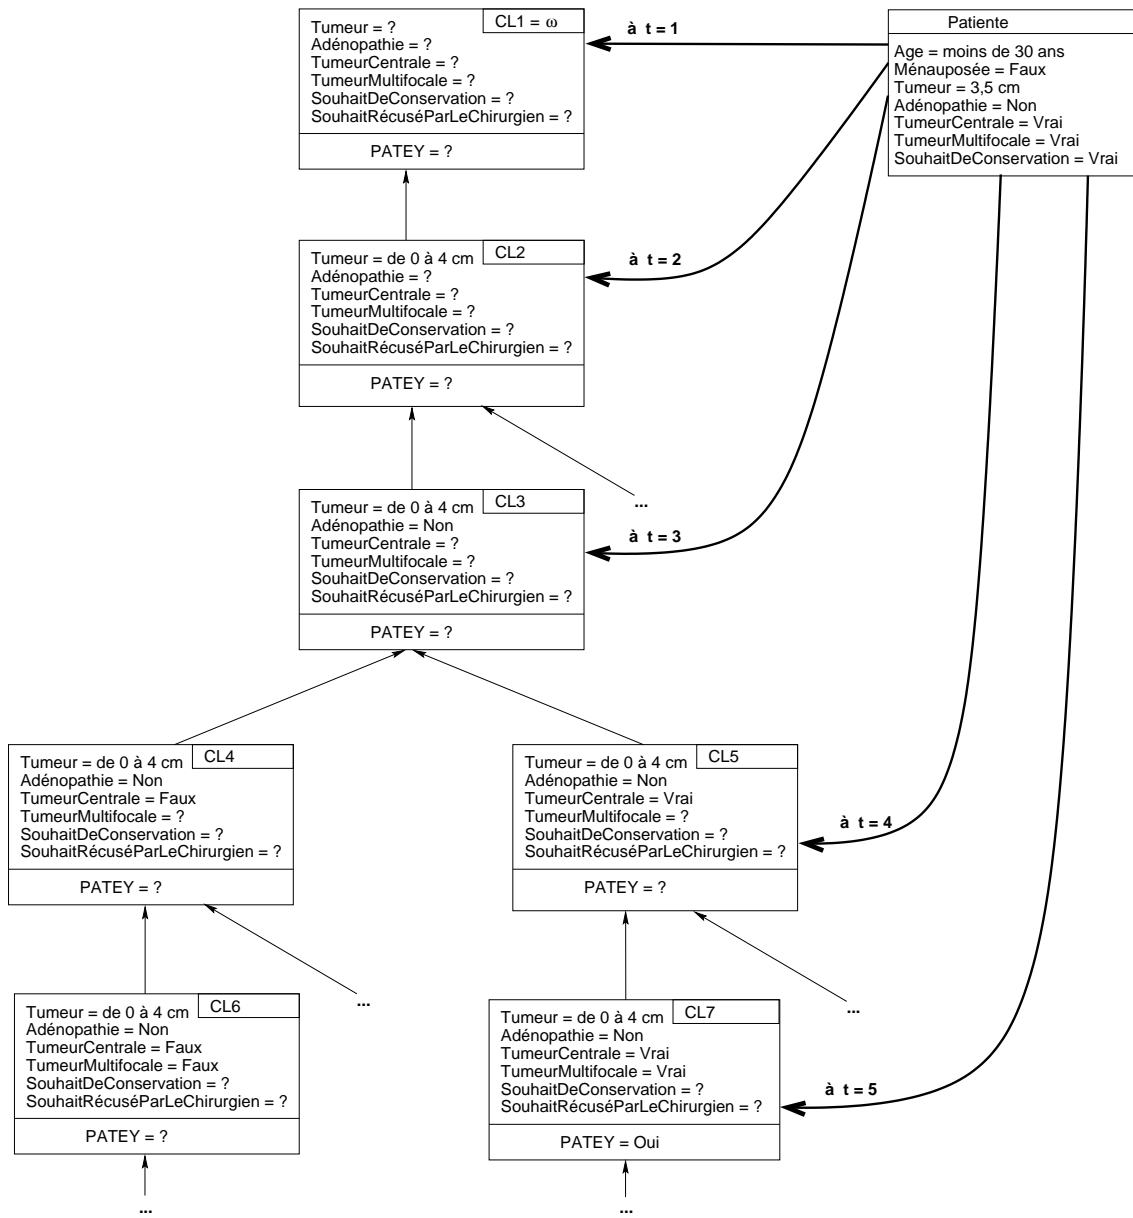 CL1 = ω
Tumeur = ?
Adénopathie = ?
TumeurCentrale = ?
TumeurMultifocale = ?
SouhaitDeConservation = ?
SouhaitRécuséParLeChirurgien = ?
PATEY = ?
à t = 1
Patiente
Age = moins de 30 ans
Ménauposée = Faux
Tumeur = 3,5 cm
Adénopathie = Non
TumeurCentrale = Vrai
TumeurMultifocale = Vrai
SouhaitDeConservation = Vrai
CL2
Tumeur = de 0 à 4 cm
Adénopathie = ?
TumeurCentrale = ?
TumeurMultifocale = ?
SouhaitDeConservation = ?
SouhaitRécuséParLeChirurgien = ?
PATEY = ?
à t = 2
...
CL3
Tumeur = de 0 à 4 cm
Adénopathie = Non
TumeurCentrale = ?
TumeurMultifocale = ?
SouhaitDeConservation = ?
SouhaitRécuséParLeChirurgien = ?
PATEY = ?
à t = 3
CL4
Tumeur = de 0 à 4 cm
Adénopathie = Non
TumeurCentrale = Faux
TumeurMultifocale = ?
SouhaitDeConservation = ?
SouhaitRécuséParLeChirurgien = ?
PATEY = ?
...
CL5
Tumeur = de 0 à 4 cm
Adénopathie = Non
TumeurCentrale = Vrai
TumeurMultifocale = ?
SouhaitDeConservation = ?
SouhaitRécuséParLeChirurgien = ?
PATEY = ?
à t = 4
...
CL6
Tumeur = de 0 à 4 cm
Adénopathie = Non
TumeurCentrale = Faux
TumeurMultifocale = Faux
SouhaitDeConservation = ?
SouhaitRécuséParLeChirurgien = ?
PATEY = ?
...
CL7
Tumeur = de 0 à 4 cm
Adénopathie = Non
TumeurCentrale = Vrai
TumeurMultifocale = Vrai
SouhaitDeConservation = ?
SouhaitRécuséParLeChirurgien = ?
PATEY = Oui
à t = 5
...